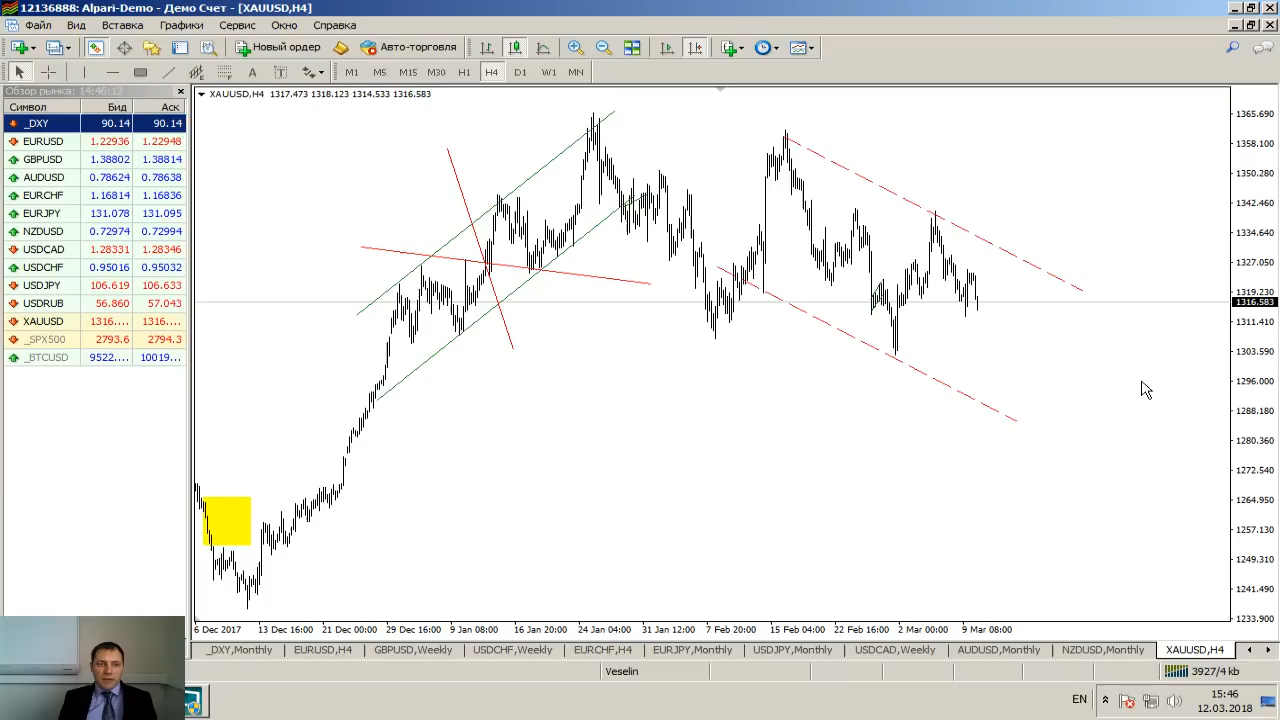 12136888: Alpari-Demo - Демо Счет - [XAUUSD,H4]
Файл Вид Вставка Графики Сервис Окно Справка
Новый ордер Авто-торговля
A T M1 M5 M15 M30 H1 H4 D1 W1 MN
Обзор рынка: 14:46:12
Символ Бид Аск
_DXY 90.14 90.14
EURUSD 1.22936 1.22948
GBPUSD 1.38802 1.38814
AUDUSD 0.78624 0.78638
EURCHF 1.16814 1.16836
EURJPY 131.078 131.095
NZDUSD 0.72974 0.72994
USDCAD 1.28331 1.28346
USDCHF 0.95016 0.95032
USDJPY 106.619 106.633
USDRUB 56.860 57.043
XAUUSD 1316.... 1316....
_SPX500 2793.6 2794.3
_BTCUSD 9522.... 10019...
XAUUSD,H4 1317.473 1318.123 1314.533 1316.583
1365.690
1358.100
1350.280
1342.460
1334.640
1327.050
1319.230
1316.583
1311.410
1303.590
1296.000
1288.180
1280.360
1272.540
1264.950
1257.130
1249.310
1241.490
1233.900
6 Dec 2017 13 Dec 16:00 21 Dec 00:00 29 Dec 16:00 9 Jan 08:00 16 Jan 20:00 24 Jan 04:00 31 Jan 12:00 7 Feb 20:00 15 Feb 04:00 22 Feb 16:00 2 Mar 00:00 9 Mar 08:00
_DXY,Monthly EURUSD,H4 GBPUSD,Weekly USDCHF,Weekly EURCHF,H4 EURJPY,Monthly USDJPY,Monthly USDCAD,Weekly AUDUSD,Monthly NZDUSD,Monthly XAUUSD,H4
Veselin 3927/4 kb
EN 15:46
12.03.2018